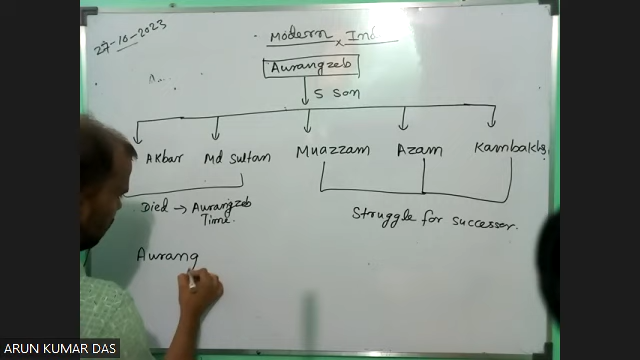 27-10-2023
Modern Ind
Aurangzeb
5 son
Akbar Md Sultan Muazzam Azam
Died → Aurangzeb
Time.
Struggle for successor.
Aurang
ARUN KUMAR DAS